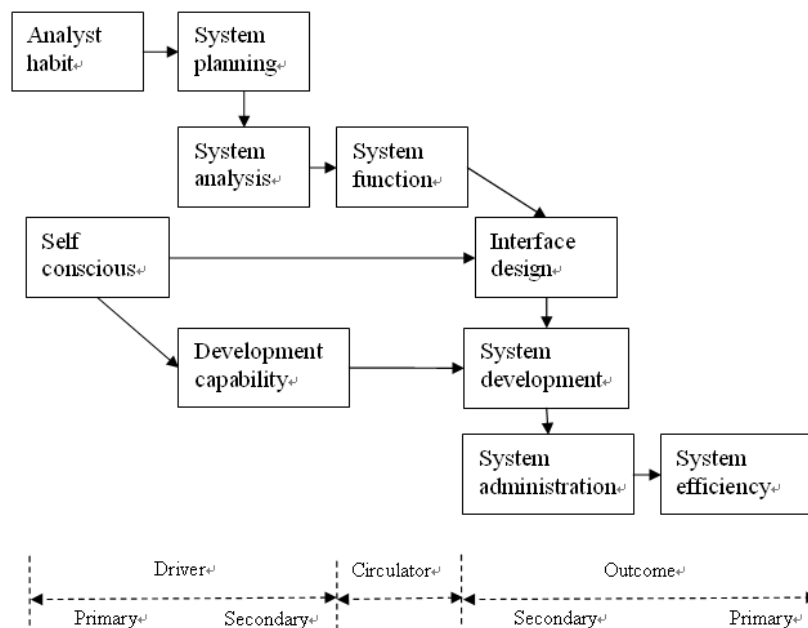 Analyst
habit
System
planning
System
analysis
System
function
Self
conscious
Interface
design
Development
capability
System
development
System
administration
System
efficiency
Driver
Circulator
Outcome
Primary
Secondary
Secondary
Primary